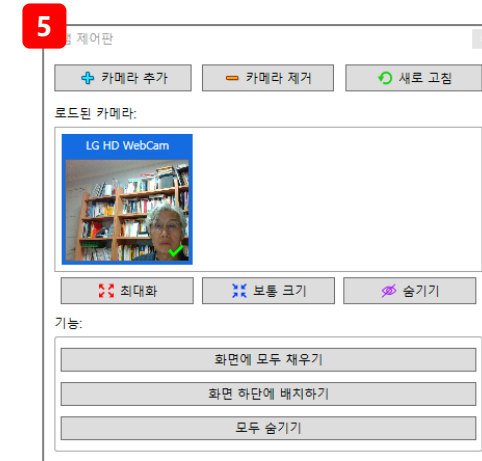 5
제어판
카메라 추가 카메라 제거 새로 고침
로드된 카메라:
LG HD WebCam
최대화 보통 크기 숨기기
기능:
화면에 모두 채우기
화면 하단에 배치하기
모두 숨기기